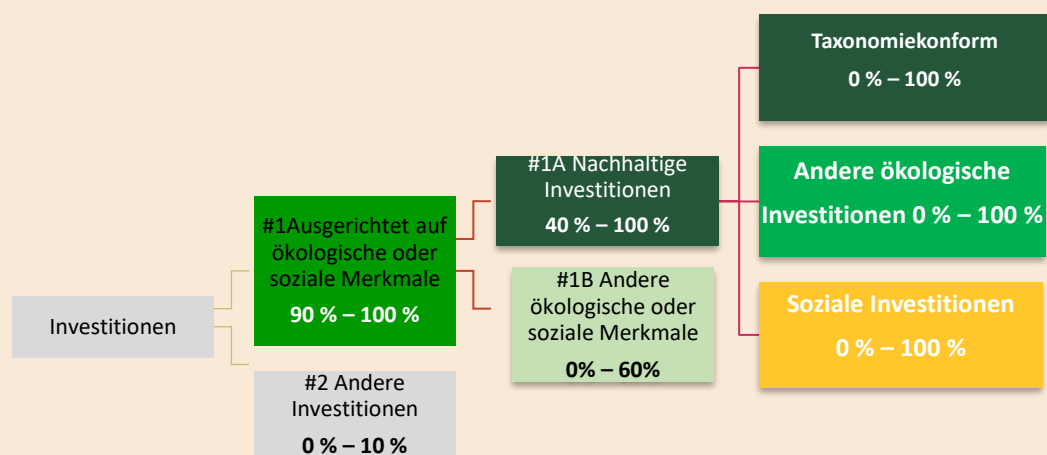 Investitionen
#1Ausgerichtet auf
ökologische oder
soziale Merkmale
90 % – 100 %
#2 Andere
Investitionen
0 % – 10 %
#1A Nachhaltige
Investitionen
40 % – 100 %
#1B Andere
ökologische oder
soziale Merkmale
0% – 60%
Taxonomiekonform
0 % – 100 %
Andere ökologische
Investitionen 0 % – 100 %
Soziale Investitionen
0 % – 100 %